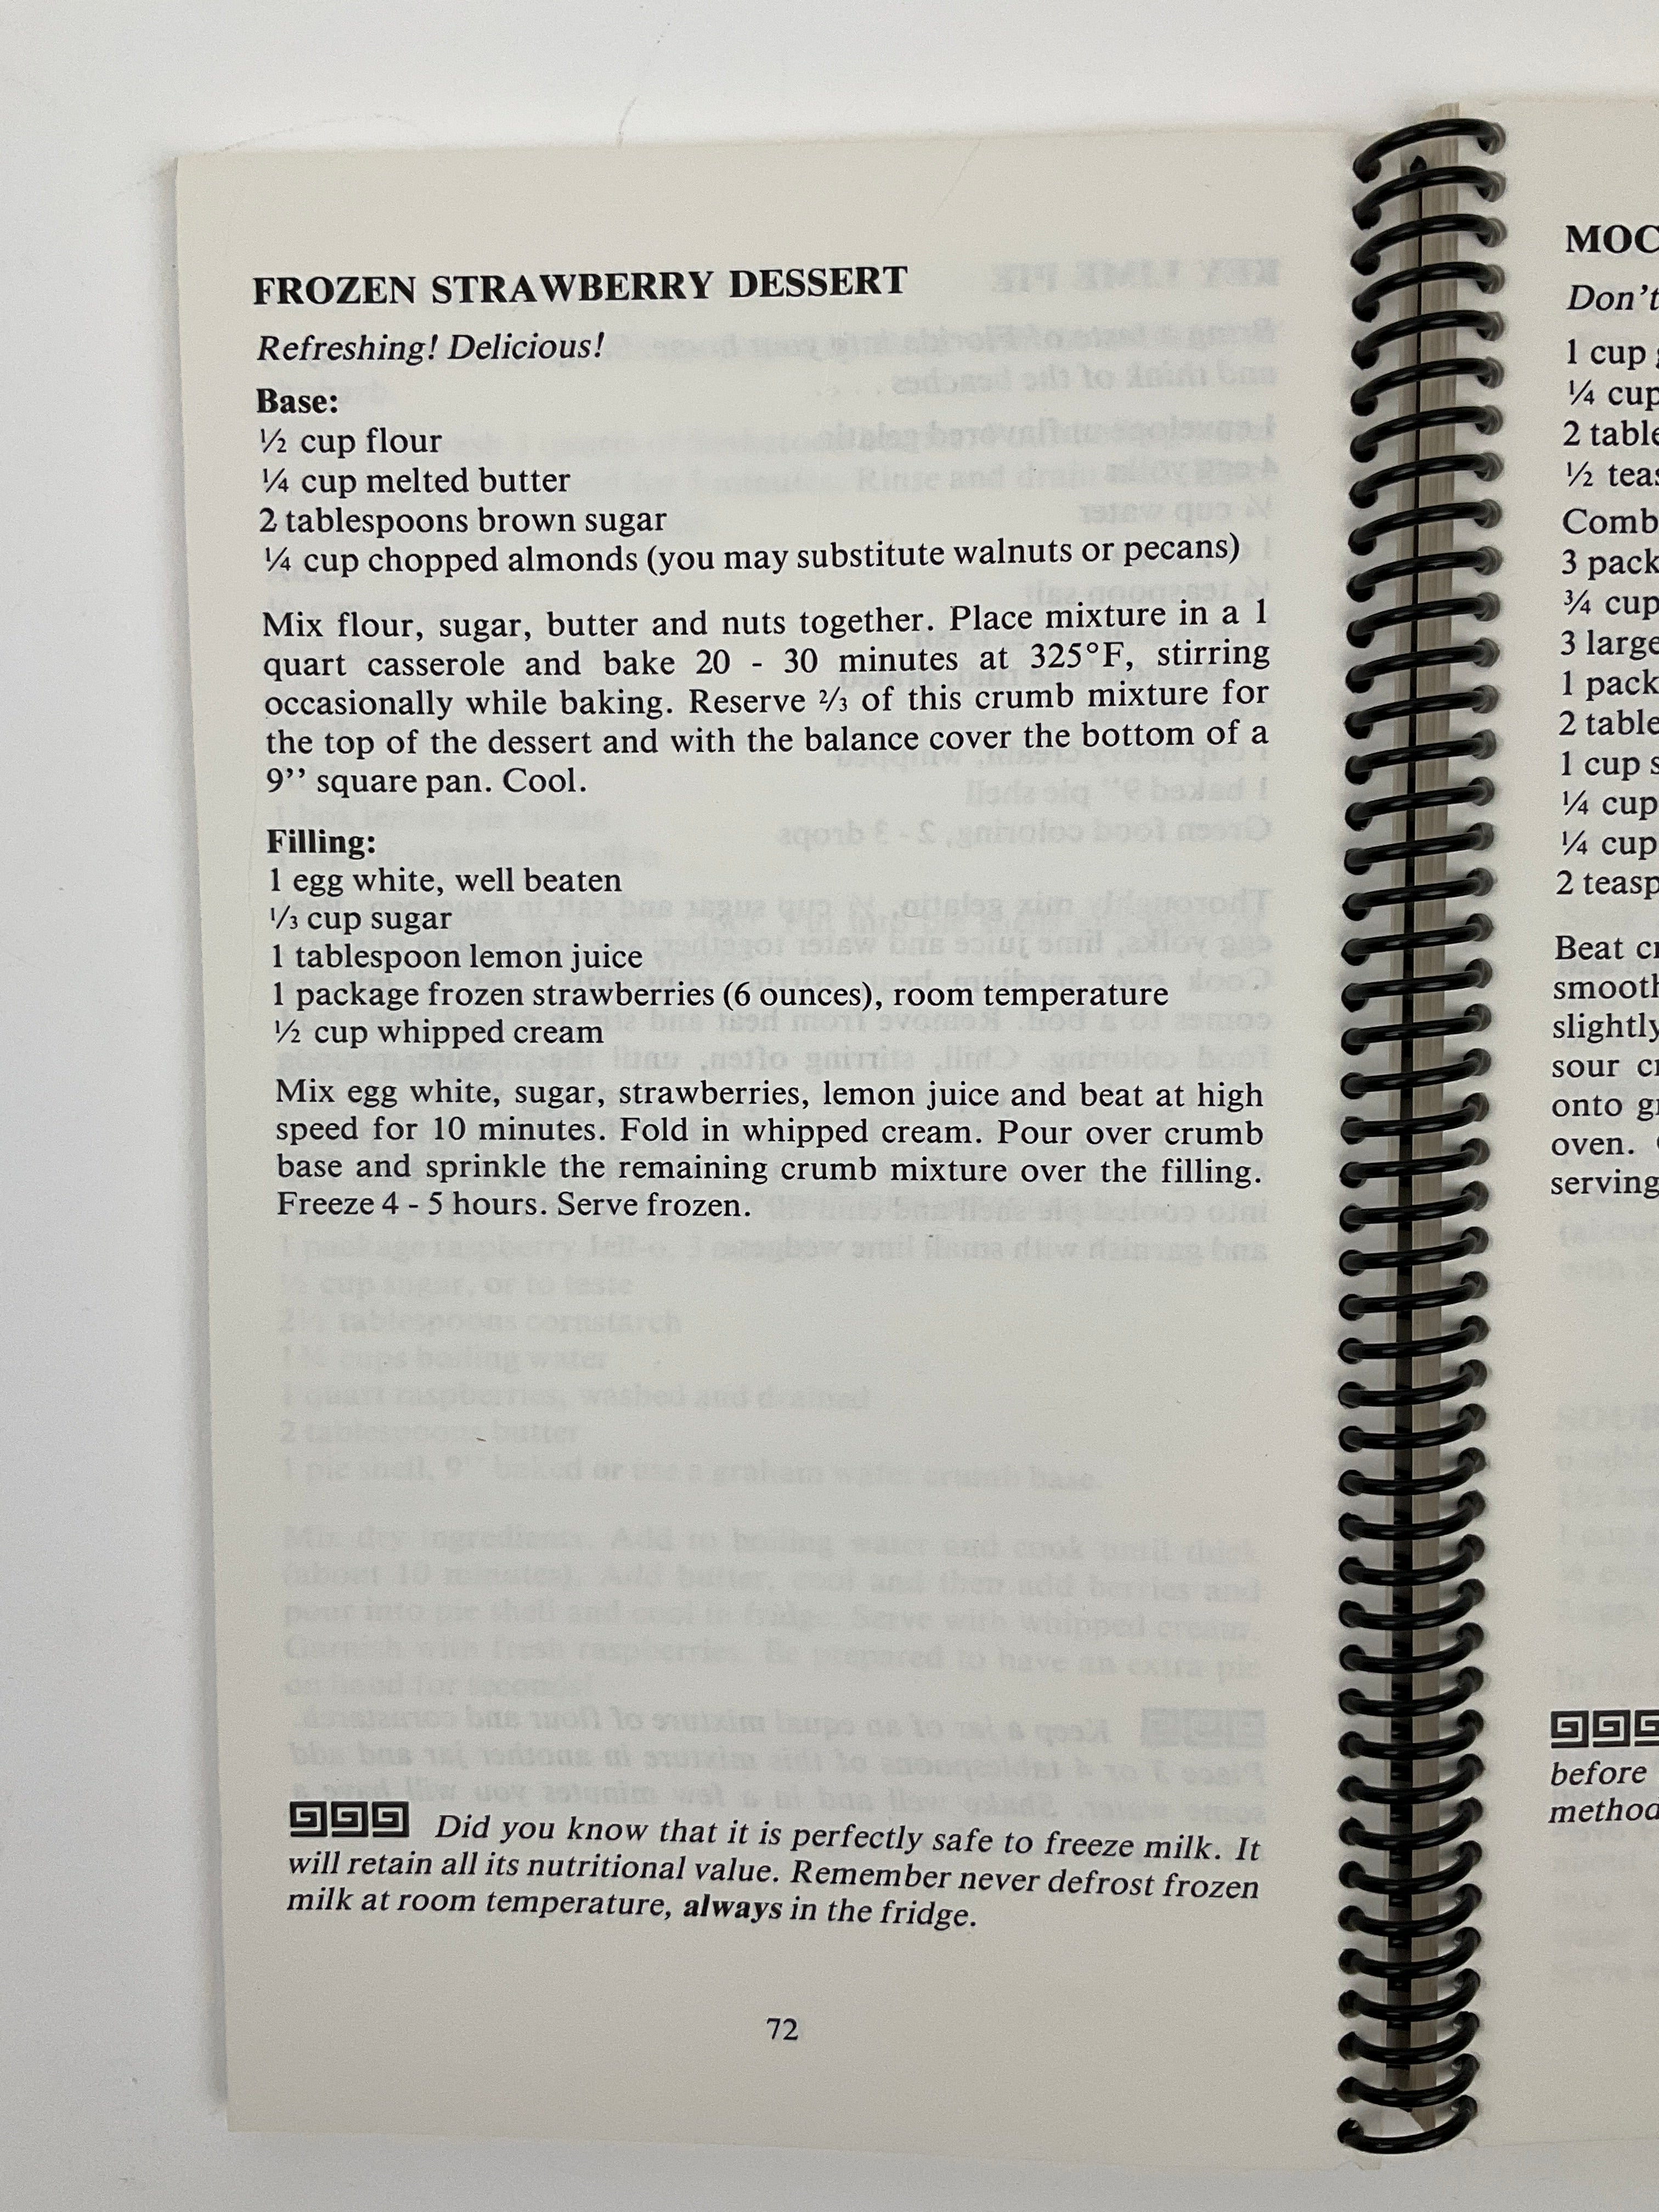 FROZEN STRAWBERRY DESSERT
Refreshing! Delicious!
Base:
½ cup flour
¼ cup melted butter
2 tablespoons brown sugar
¼ cup chopped almonds (you may substitute walnuts or pecans)
Mix flour, sugar, butter and nuts together. Place mixture in a 1
quart casserole and bake 20 - 30 minutes at 325°F, stirring
occasionally while baking. Reserve ⅔ of this crumb mixture for
the top of the dessert and with the balance cover the bottom of a
9’’ square pan. Cool.
Filling:
1 egg white, well beaten
⅓ cup sugar
1 tablespoon lemon juice
1 package frozen strawberries (6 ounces), room temperature
½ cup whipped cream
Mix egg white, sugar, strawberries, lemon juice and beat at high
speed for 10 minutes. Fold in whipped cream. Pour over crumb
base and sprinkle the remaining crumb mixture over the filling.
Freeze 4 - 5 hours. Serve frozen.
Did you know that it is perfectly safe to freeze milk. It
will retain all its nutritional value. Remember never defrost frozen
milk at room temperature, always in the fridge.
72
MOC
Don’t
1 cup
¼ cup
2 table
½ teas
Comb
3 pack
¾ cup
3 large
1 pack
2 table
1 cup s
¼ cup
¼ cup
2 teasp
Beat cr
smooth
slightly
sour cr
onto gr
oven.
serving
before
method